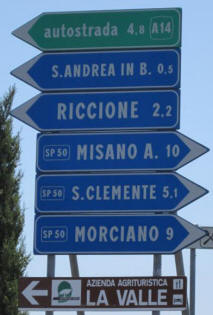 autostrada 4,8 A14
S.ANDREA IN B. 0,5
RICCIONE 2,2
SP 50 MISANO A. 10
SP 50 S.CLEMENTE 5,1
SP 50 MORCIANO 9
AZIENDA AGRITURISTICA
LA VALLE